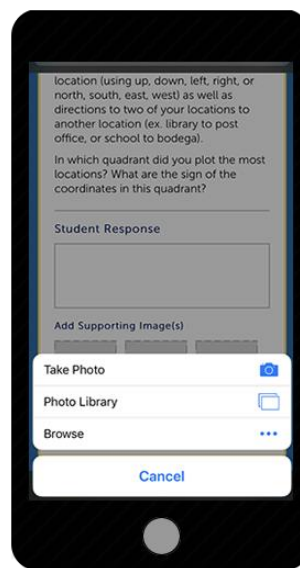 location (using up, down, left, right, or
north, south, east, west) as well as
directions to two of your locations to
another location (ex. library to post
office, or school to bodega).
In which quadrant did you plot the most
locations? What are the sign of the
coordinates in this quadrant?
Student Response
Add Supporting Image(s)
Take Photo
Photo Library
Browse
Cancel